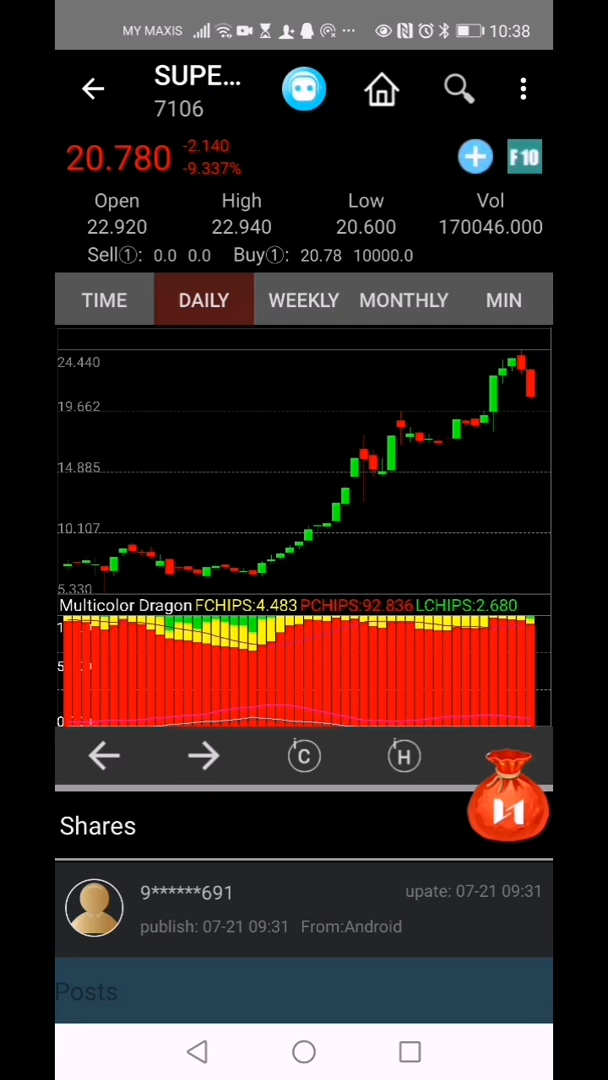 MY MAXIS 10:38
SUPE...
7106
20.780 -2.140
-9.337%
F10
Open High Low Vol
22.920 22.940 20.600 170046.000
Sell①: 0.0 0.0 Buy①: 20.78 10000.0
TIME DAILY WEEKLY MONTHLY MIN
24.440
19.662
14.885
10.107
5.330
Multicolor Dragon FCHIPS:4.483 PCHIPS:92.836 LCHIPS:2.680
C H
Shares
9******691 upate: 07-21 09:31
publish: 07-21 09:31 From:Android
Posts